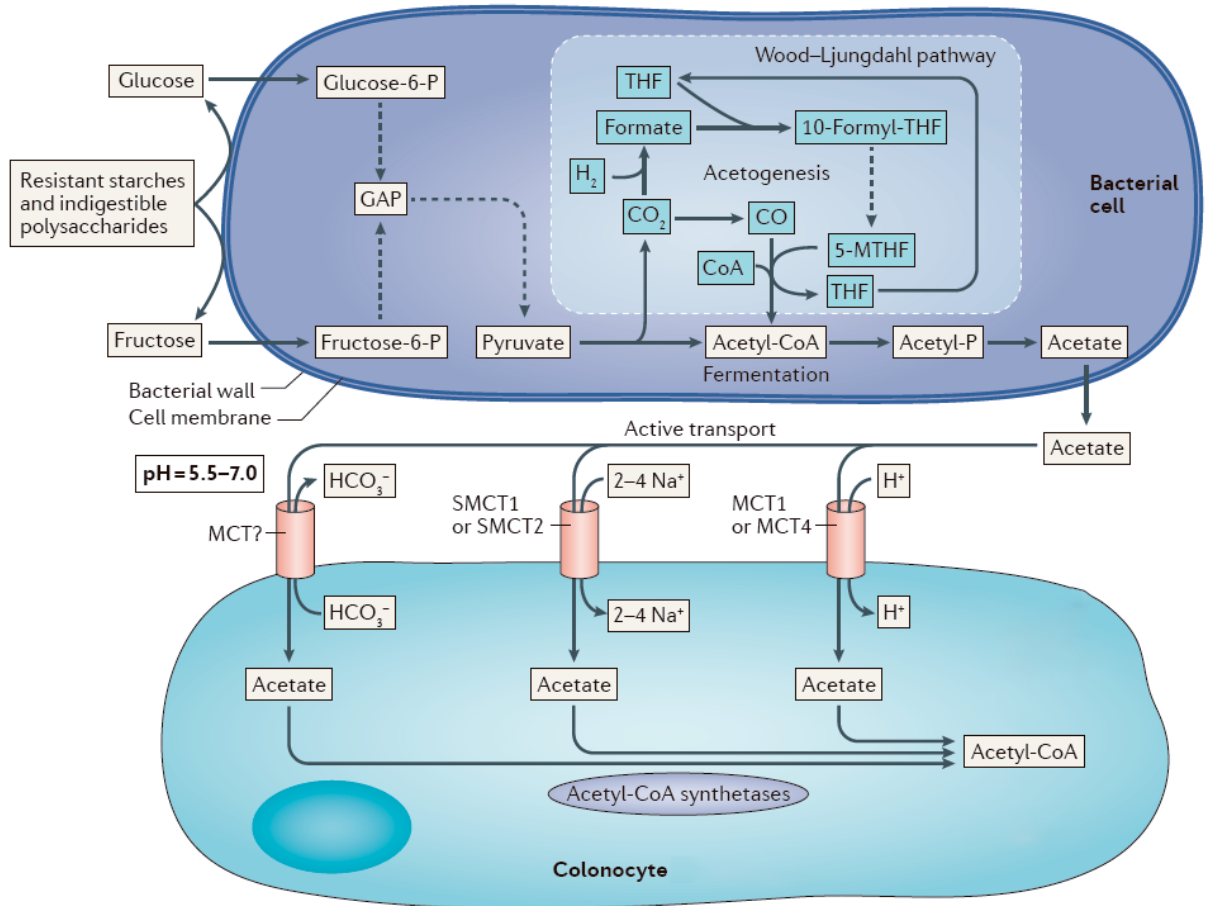 Wood–Ljungdahl pathway
Glucose
Glucose-6-P
THF
Formate
10-Formyl-THF
H₂
Acetogenesis
Resistant starches
and indigestible
polysaccharides
GAP
Bacterial
cell
CO₂
CO
5-MTHF
CoA
THF
Fructose
Fructose-6-P
Pyruvate
Acetyl-CoA
Acetyl-P
Acetate
Fermentation
Bacterial wall
Cell membrane
Active transport
Acetate
pH = 5.5–7.0
HCO₃⁻
2–4 Na⁺
H⁺
MCT?
SMCT1
or SMCT2
MCT1
or MCT4
HCO₃⁻
2–4 Na⁺
H⁺
Acetate
Acetate
Acetate
Acetyl-CoA
Acetyl-CoA synthetases
Colonocyte